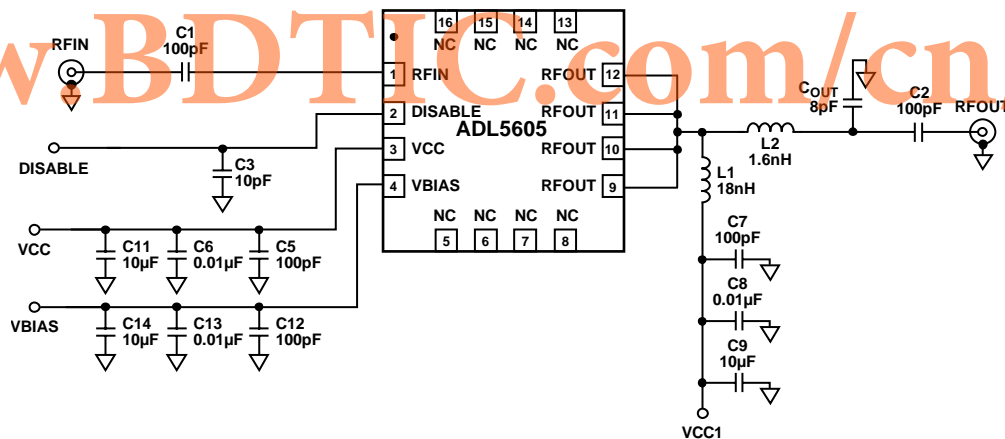 w.BDTIC.com/cn
RFIN
C1
100pF
16 15 14 13
NC NC NC NC
1 RFIN
2 DISABLE
3 VCC
4 VBIAS
ADL5605
RFOUT 12
RFOUT 11
RFOUT 10
RFOUT 9
NC NC NC NC
5 6 7 8
DISABLE
C3
10pF
VCC
C11
10µF
C6
0.01µF
C5
100pF
VBIAS
C14
10µF
C13
0.01µF
C12
100pF
L2
1.6nH
COUT
8pF
C2
100pF
RFOUT
L1
18nH
C7
100pF
C8
0.01µF
C9
10µF
VCC1